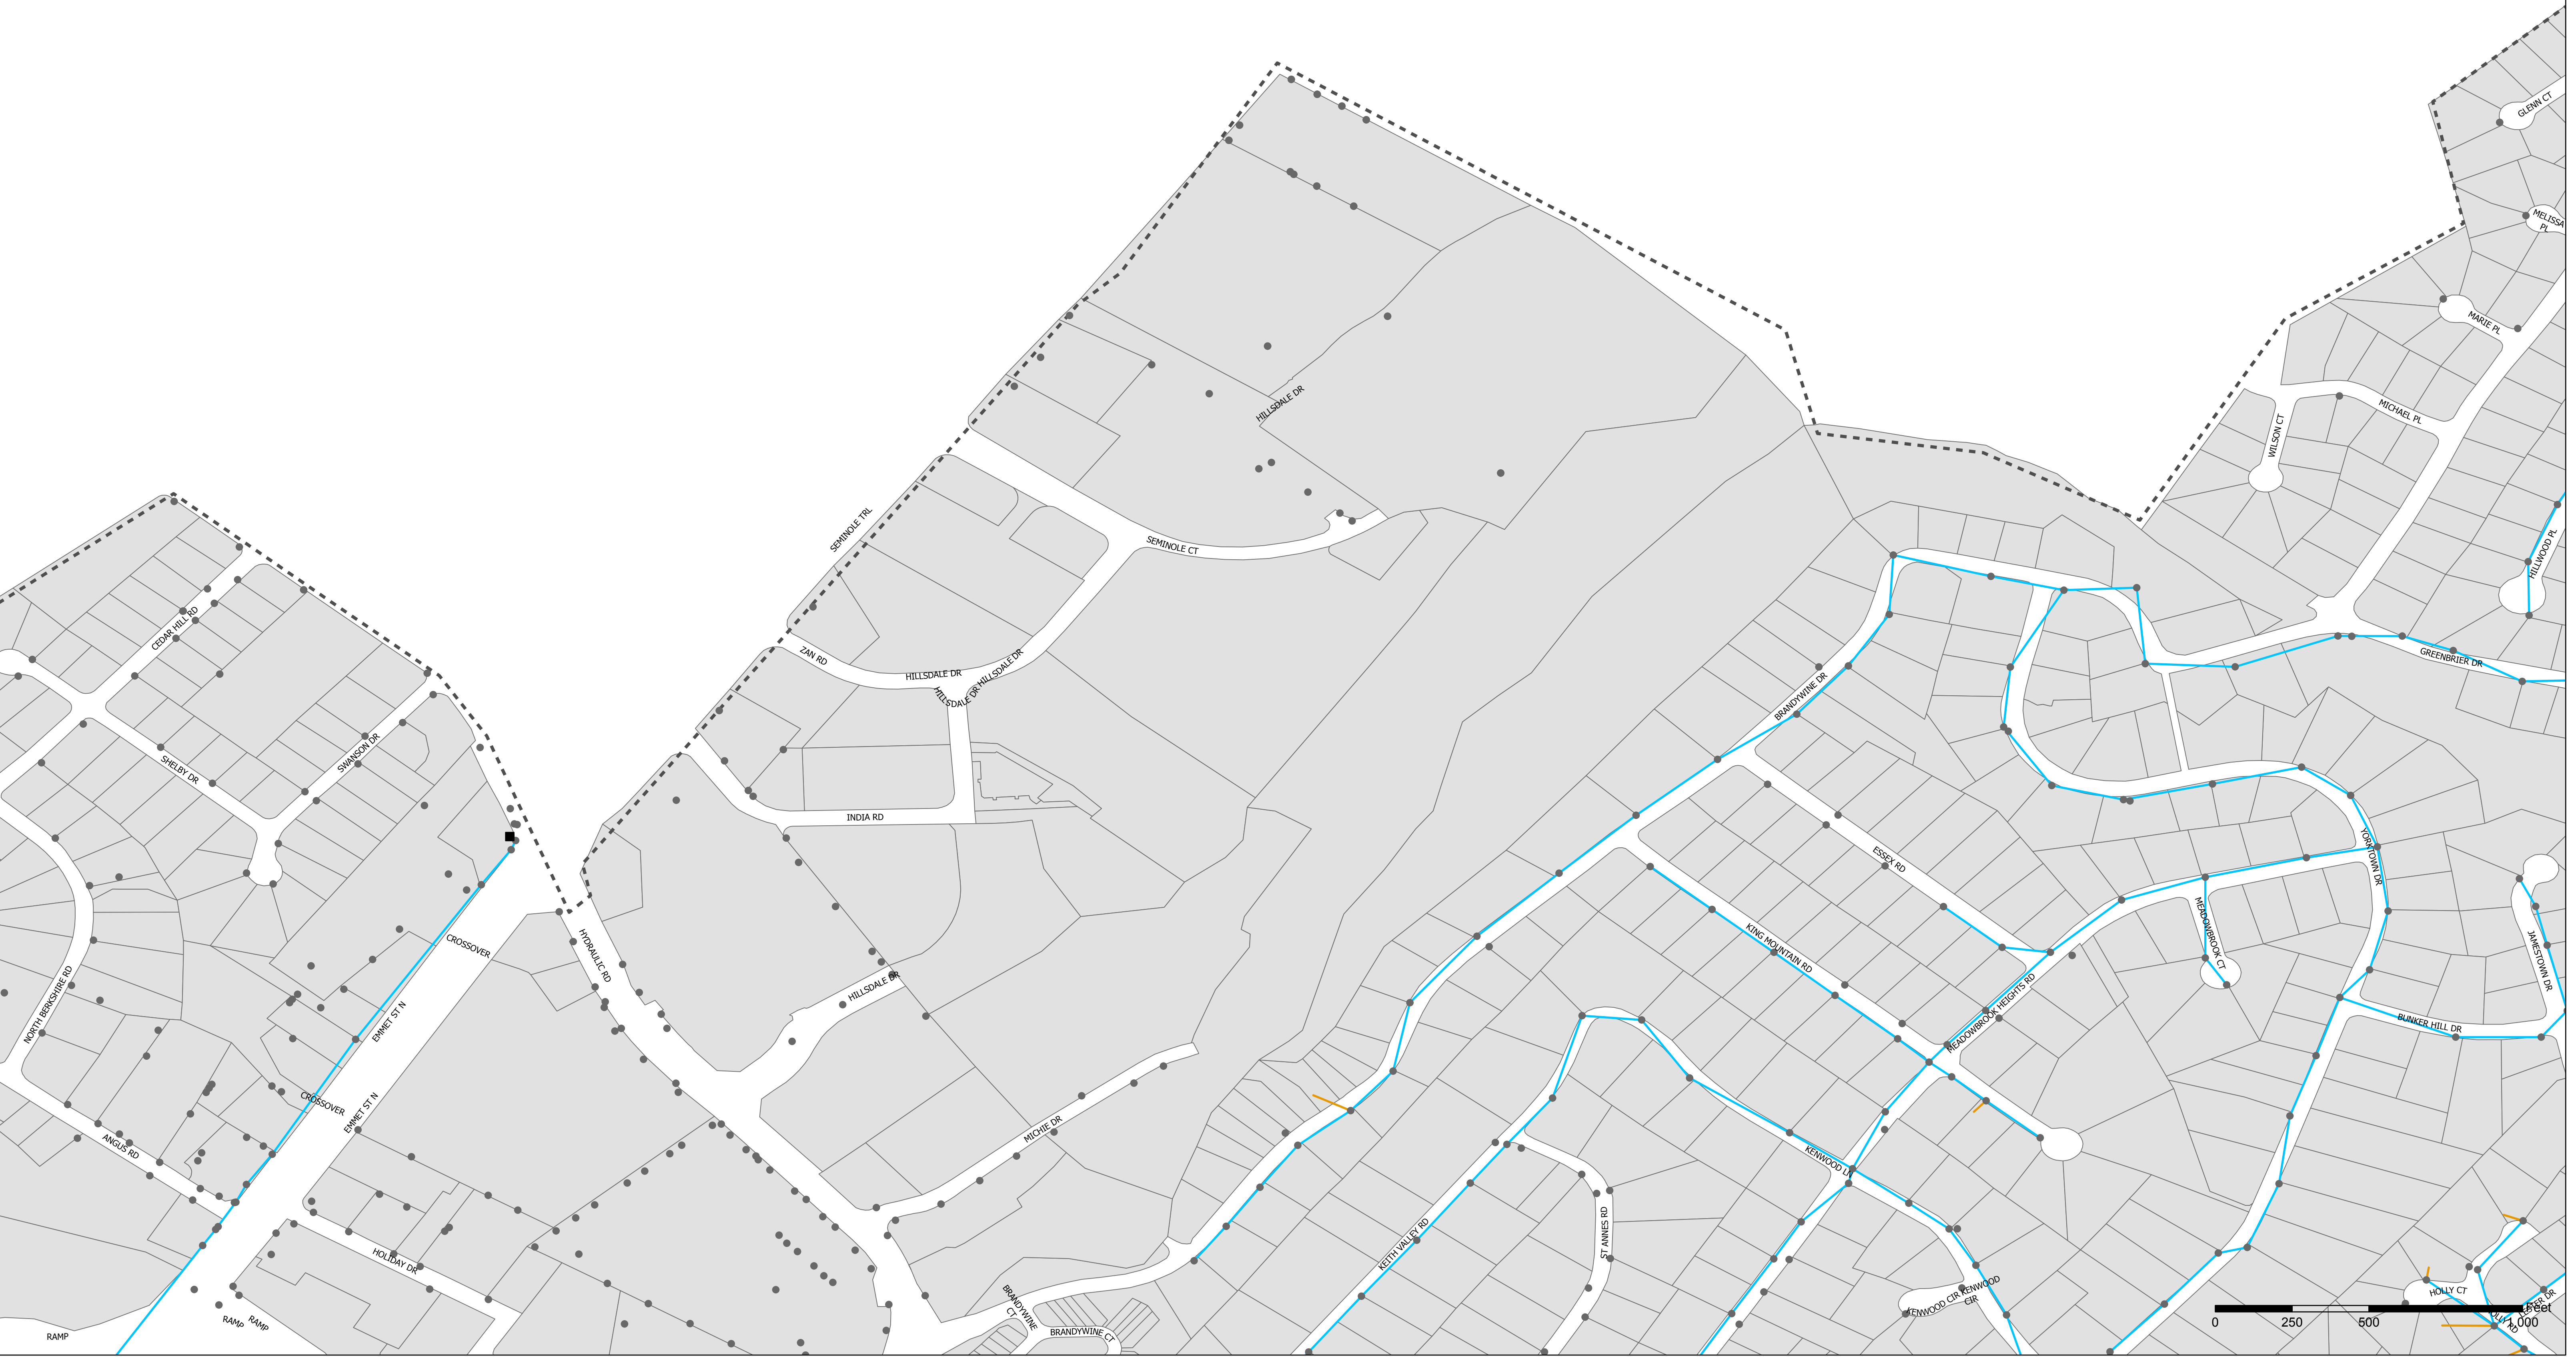 GLENN CT
MELISSA
PL
MARIE PL
MICHAEL PL
WILSON CT
HILLSDALE DR
SEMINOLE TRL
SEMINOLE CT
HILLWOOD PL
CEDAR HILL RD
ZAN RD
HILLSDALE DR
HILLSDALE DR
HILLSDALE DR
GREENBRIER DR
BRANDYWINE DR
SWANSON DR
SHELBY DR
INDIA RD
YORKTOWN DR
ESSEX RD
CROSSOVER
HYDRAULIC RD
KING MOUNTAIN RD
MEADOWBROOK CT
JAMESTOWN DR
HILLSDALE DR
NORTH BERKSHIRE RD
EMMET ST N
MEADOWBROOK HEIGHTS RD
BUNKER HILL DR
CROSSOVER
EMMET ST N
MICHIE DR
ANGUS RD
KENWOOD LN
ST ANNES RD
KEITH VALLEY RD
HOLIDAY DR
KENWOOD CIR
KENWOOD
CIR
HOLLY CT
BRANDYWINE
CT
BRANDYWINE CT
RAMP
RAMP
RAMP
Feet
0 250 500 1,000